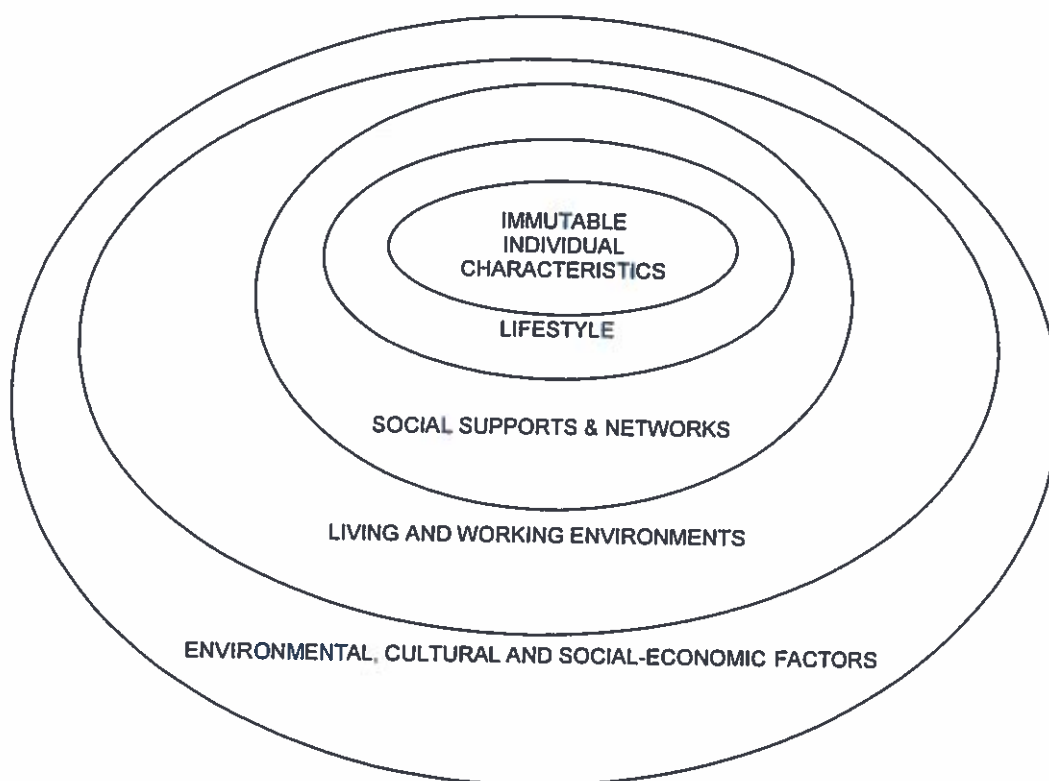 IMMUTABLE
INDIVIDUAL
CHARACTERISTICS
LIFESTYLE
SOCIAL SUPPORTS & NETWORKS
LIVING AND WORKING ENVIRONMENTS
ENVIRONMENTAL, CULTURAL AND SOCIAL-ECONOMIC FACTORS